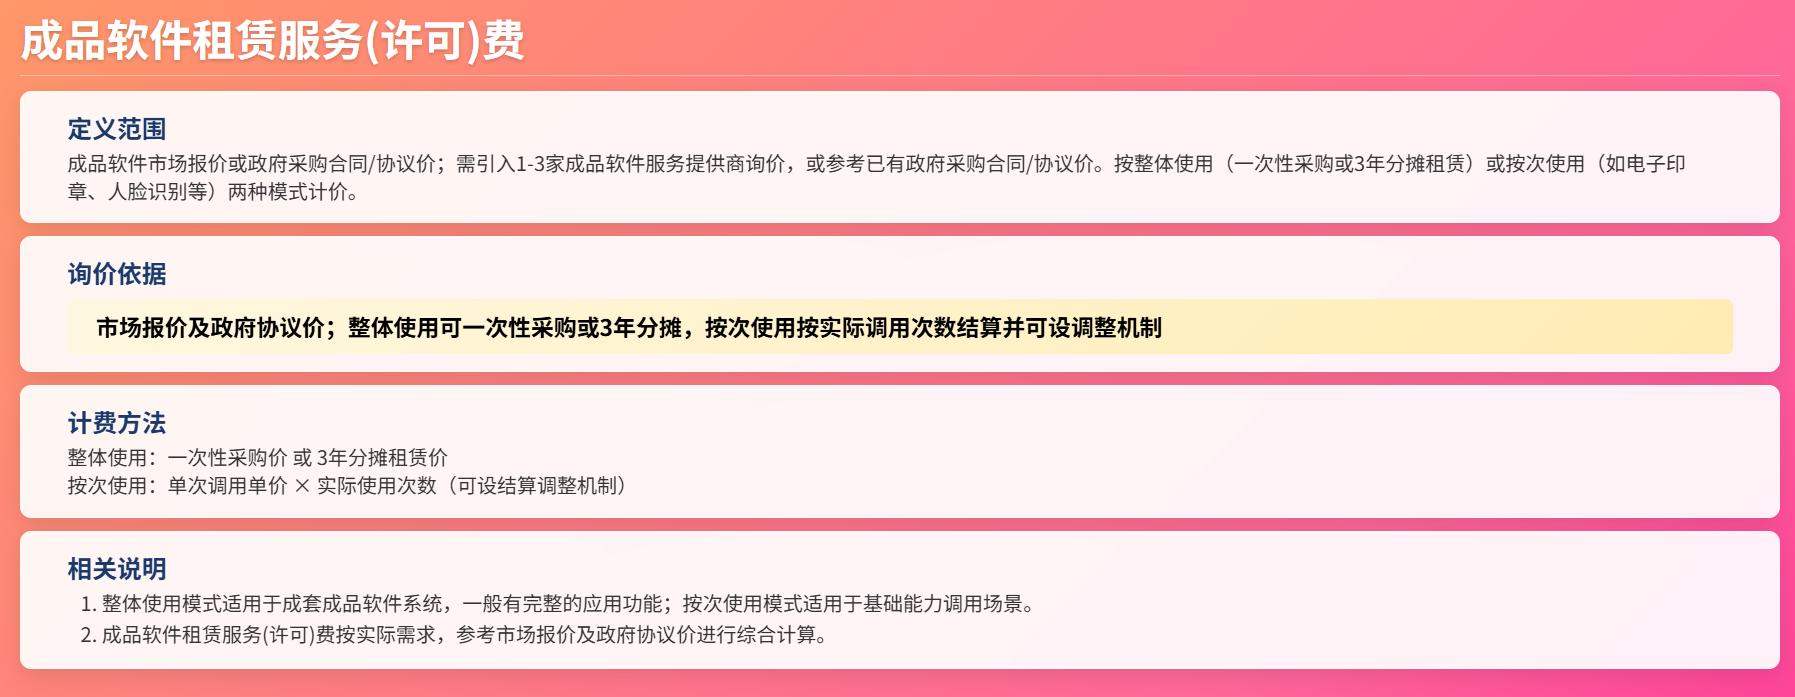 成品软件租赁服务(许可)费
定义范围
成品软件市场报价或政府采购合同/协议价；需引入1-3家成品软件服务提供商询价，或参考已有政府采购合同/协议价。按整体使用（一次性采购或3年分摊租赁）或按次使用（如电子印
章、人脸识别等）两种模式计价。
询价依据
市场报价及政府协议价；整体使用可一次性采购或3年分摊，按次使用按实际调用次数结算并可设调整机制
计费方法
整体使用：一次性采购价 或 3年分摊租赁价
按次使用：单次调用单价 × 实际使用次数（可设结算调整机制）
相关说明
1. 整体使用模式适用于成套成品软件系统，一般有完整的应用功能；按次使用模式适用于基础能力调用场景。
2. 成品软件租赁服务(许可)费按实际需求，参考市场报价及政府协议价进行综合计算。